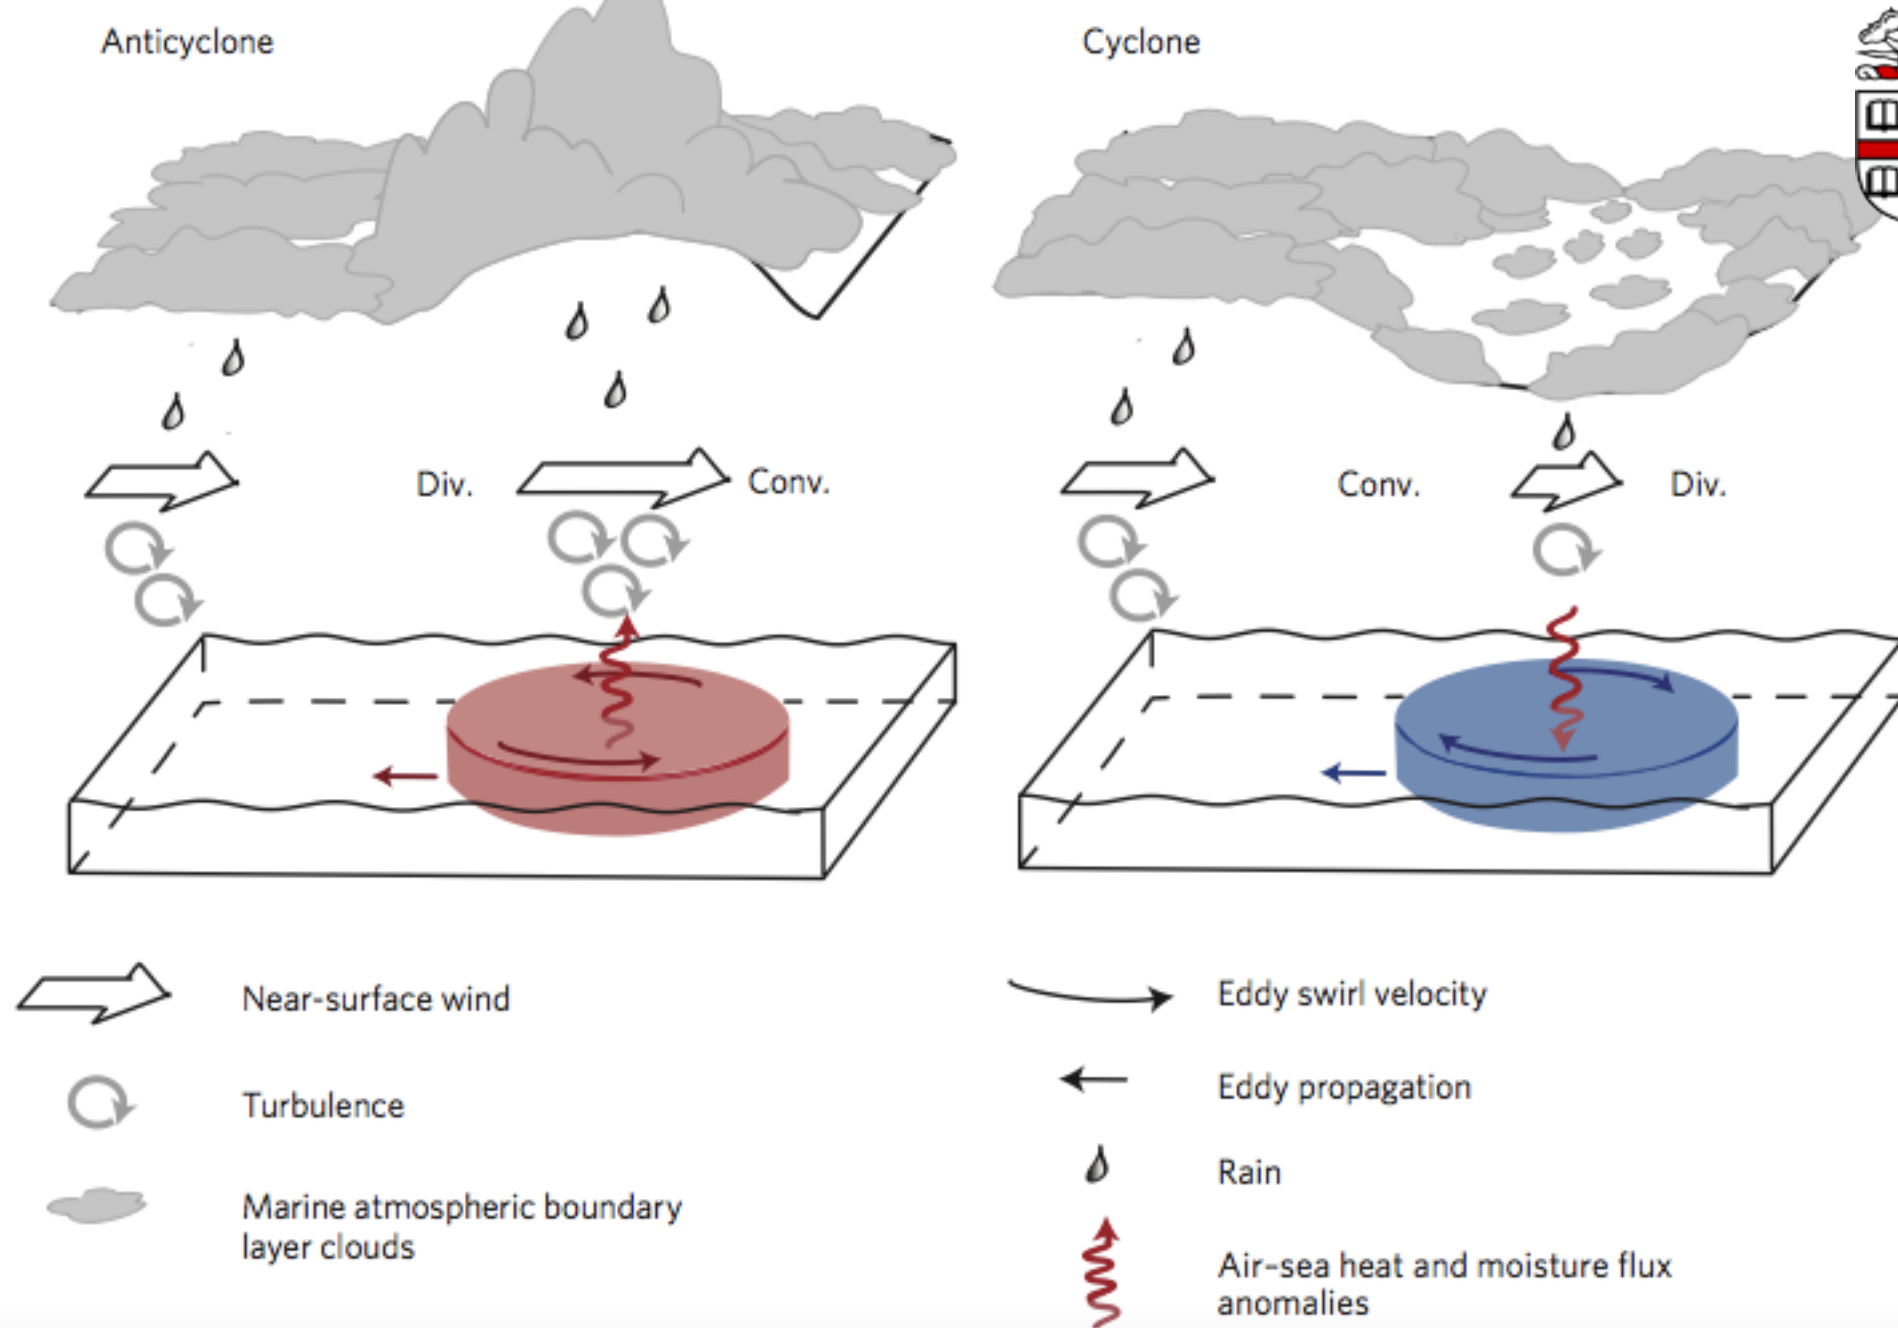 Anticyclone
Cyclone
Div.
Conv.
Conv.
Div.
Near-surface wind
Turbulence
Marine atmospheric boundary
layer clouds
Eddy swirl velocity
Eddy propagation
Rain
Air-sea heat and moisture flux
anomalies